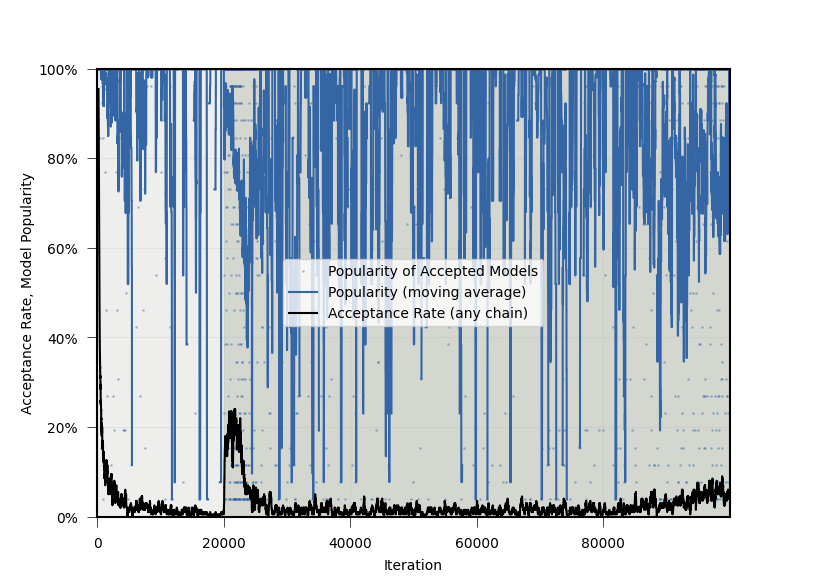 100%
80%
60%
40%
20%
0%
Acceptance Rate, Model Popularity
Popularity of Accepted Models
Popularity (moving average)
Acceptance Rate (any chain)
0
20000
40000
60000
80000
Iteration